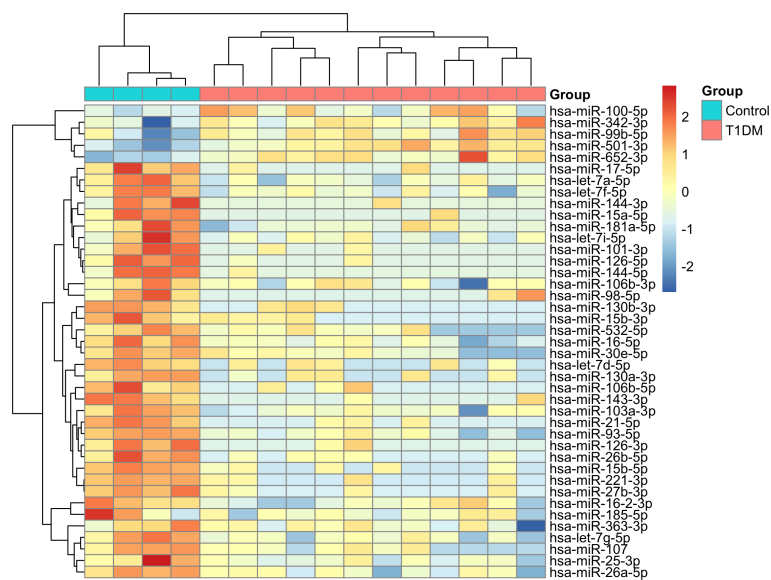 Group
hsa-miR-100-5p
hsa-miR-342-3p
hsa-miR-99b-5p
hsa-miR-501-3p
hsa-miR-652-3p
hsa-miR-17-5p
hsa-let-7a-5p
hsa-let-7f-5p
hsa-miR-144-3p
hsa-miR-15a-5p
hsa-miR-181a-5p
hsa-let-7i-5p
hsa-miR-101-3p
hsa-miR-126-5p
hsa-miR-144-5p
hsa-miR-106b-3p
hsa-miR-98-5p
hsa-miR-130b-3p
hsa-miR-15b-3p
hsa-miR-532-5p
hsa-miR-16-5p
hsa-miR-30e-5p
hsa-let-7d-5p
hsa-miR-130a-3p
hsa-miR-106b-5p
hsa-miR-143-3p
hsa-miR-103a-3p
hsa-miR-21-5p
hsa-miR-93-5p
hsa-miR-126-3p
hsa-miR-26b-5p
hsa-miR-15b-5p
hsa-miR-221-3p
hsa-miR-27b-3p
hsa-miR-16-2-3p
hsa-miR-185-5p
hsa-miR-363-3p
hsa-let-7g-5p
hsa-miR-107
hsa-miR-25-3p
hsa-miR-26a-5p
2
1
0
-1
-2
Group
Control
T1DM